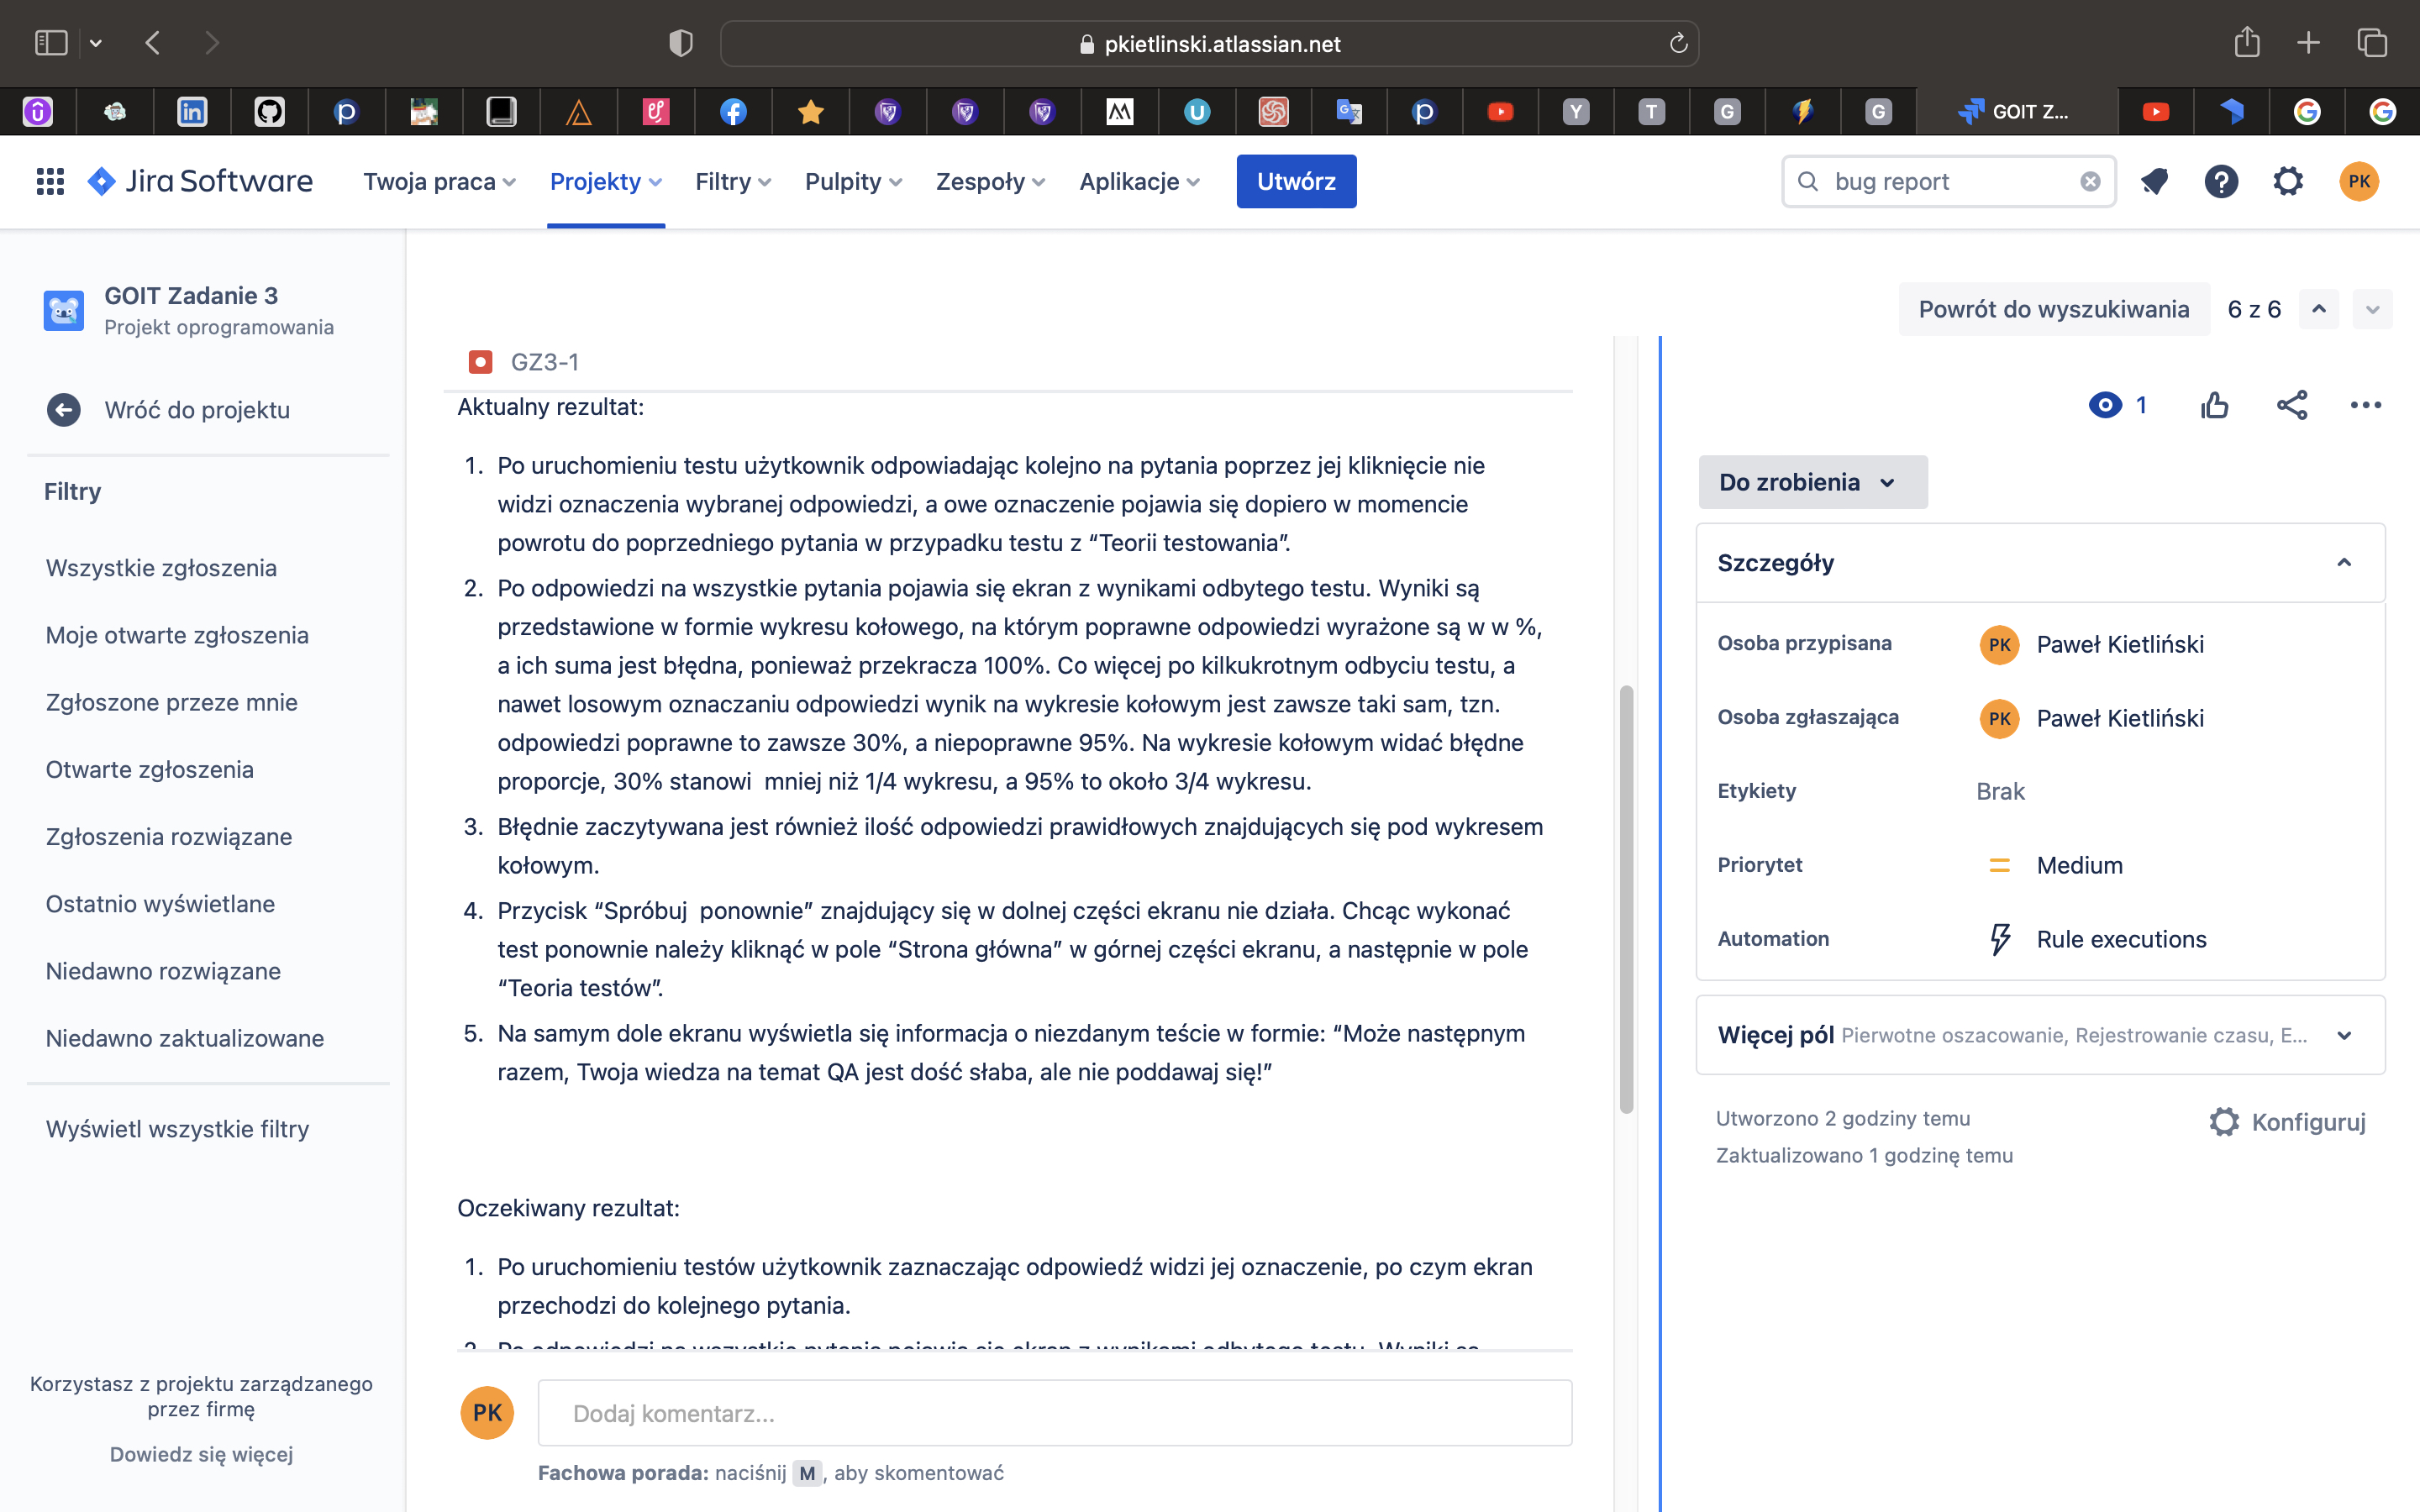 pkietlinski.atlassian.net
GOIT Z...
Jira Software
Twoja praca
Projekty
Filtry
Pulpity
Zespoły
Aplikacje
Utwórz
bug report
PK
GOIT Zadanie 3
Projekt oprogramowania
Wróć do projektu
Filtry
Wszystkie zgłoszenia
Moje otwarte zgłoszenia
Zgłoszone przeze mnie
Otwarte zgłoszenia
Zgłoszenia rozwiązane
Ostatnio wyświetlane
Niedawno rozwiązane
Niedawno zaktualizowane
Wyświetl wszystkie filtry
Korzystasz z projektu zarządzanego
przez firmę
Dowiedz się więcej
Powrót do wyszukiwania
6 z 6
GZ3-1
Aktualny rezultat:
1. Po uruchomieniu testu użytkownik odpowiadając kolejno na pytania poprzez jej kliknięcie nie
widzi oznaczenia wybranej odpowiedzi, a owe oznaczenie pojawia się dopiero w momencie
powrotu do poprzedniego pytania w przypadku testu z “Teorii testowania”.
2. Po odpowiedzi na wszystkie pytania pojawia się ekran z wynikami odbytego testu. Wyniki są
przedstawione w formie wykresu kołowego, na którym poprawne odpowiedzi wyrażone są w w %,
a ich suma jest błędna, ponieważ przekracza 100%. Co więcej po kilkukrotnym odbyciu testu, a
nawet losowym oznaczaniu odpowiedzi wynik na wykresie kołowym jest zawsze taki sam, tzn.
odpowiedzi poprawne to zawsze 30%, a niepoprawne 95%. Na wykresie kołowym widać błędne
proporcje, 30% stanowi  mniej niż 1/4 wykresu, a 95% to około 3/4 wykresu.
3. Błędnie zaczytywana jest również ilość odpowiedzi prawidłowych znajdujących się pod wykresem
kołowym.
4. Przycisk “Spróbuj  ponownie” znajdujący się w dolnej części ekranu nie działa. Chcąc wykonać
test ponownie należy kliknąć w pole “Strona główna” w górnej części ekranu, a następnie w pole
“Teoria testów”.
5. Na samym dole ekranu wyświetla się informacja o niezdanym teście w formie: “Może następnym
razem, Twoja wiedza na temat QA jest dość słaba, ale nie poddawaj się!”
Oczekiwany rezultat:
1. Po uruchomieniu testów użytkownik zaznaczając odpowiedź widzi jej oznaczenie, po czym ekran
przechodzi do kolejnego pytania.
2. Po odpowiedzi na wszystkie pytania pojawia się ekran z wynikami odbytego testu. Wyniki są
PK
Dodaj komentarz...
Fachowa porada: naciśnij M, aby skomentować
1
Do zrobienia
Szczegóły
Osoba przypisana
PK Paweł Kietliński
Osoba zgłaszająca
PK Paweł Kietliński
Etykiety
Brak
Priorytet
Medium
Automation
Rule executions
Więcej pól Pierwotne oszacowanie, Rejestrowanie czasu, E...
Utworzono 2 godziny temu
Zaktualizowano 1 godzinę temu
Konfiguruj